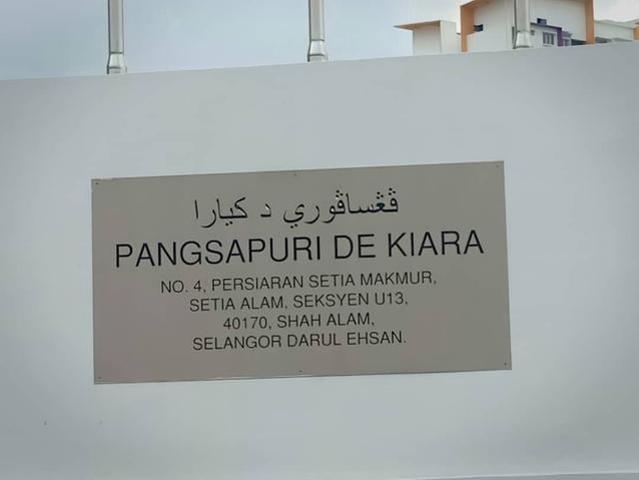 ڤڠساڤوري د كيارا
PANGSAPURI DE KIARA
NO. 4, PERSIARAN SETIA MAKMUR,
SETIA ALAM, SEKSYEN U13,
40170, SHAH ALAM,
SELANGOR DARUL EHSAN.